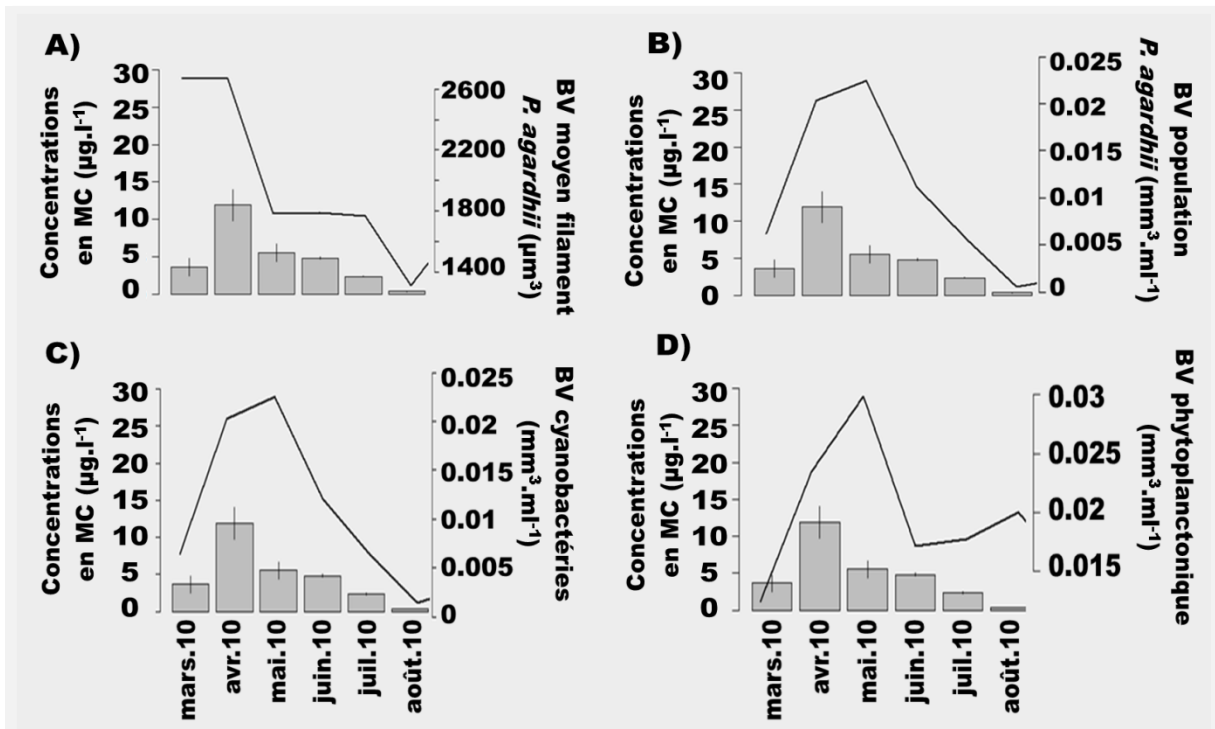 A)
Concentrations
en MC (µg.l-1)
30
25
20
15
10
5
0
2600
2200
1800
1400
BV moyen filament
P. agardhii (µm³)
B)
Concentrations
en MC (µg.l-1)
30
25
20
15
10
5
0
0.025
0.02
0.015
0.01
0.005
0
BV population
P. agardhii (mm³.ml-1)
C)
Concentrations
en MC (µg.l-1)
30
25
20
15
10
5
0
0.025
0.02
0.015
0.01
0.005
0
BV cyanobactéries
(mm³.ml-1)
mars.10
avr.10
mai.10
juin.10
juil.10
août.10
D)
Concentrations
en MC (µg.l-1)
30
25
20
15
10
5
0
0.03
0.025
0.02
0.015
BV phytoplanctonique
(mm³.ml-1)
mars.10
avr.10
mai.10
juin.10
juil.10
août.10